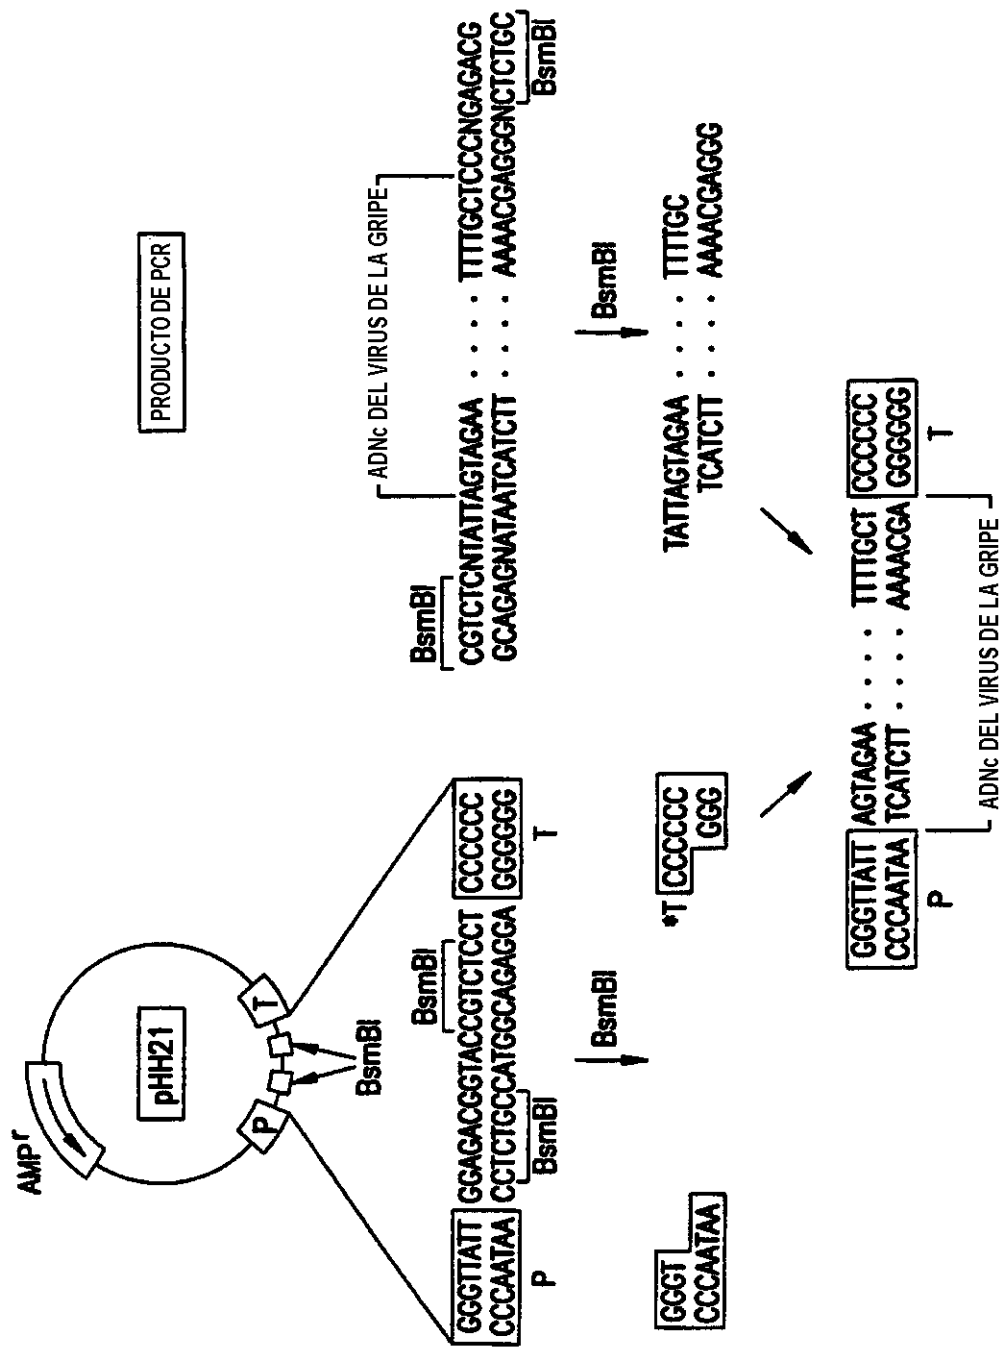 AMPʳ
pHH21
P
T
BsmBI
GGGTTATT GGAGACGGTACCGTCTCCT CCCCCC
CCCAATAA CCTCTGCCATGGCAGAGGA GGGGGG
BsmBI
BsmBI
P
T
BsmBI
GGGT
CCCAATAA
*T CCCCCC
GGG
PRODUCTO DE PCR
ADNc DEL VIRUS DE LA GRIPE
BsmBI
CGTCTCNTATTAGTAGAA . . . . TTTTGCTCCCNGAGACG
GCAGAGNATAATCATCTT . . . . AAAACGAGGGNCTCTGC
BsmBI
BsmBI
TATTAGTAGAA . . . . TTTTGC
TCATCTT . . . . AAAACGAGGG
GGGTTATT AGTAGAA . . . . . TTTTGCT CCCCCC
CCCAATAA TCATCTT . . . . . AAAACGA GGGGGG
P
T
ADNc DEL VIRUS DE LA GRIPE